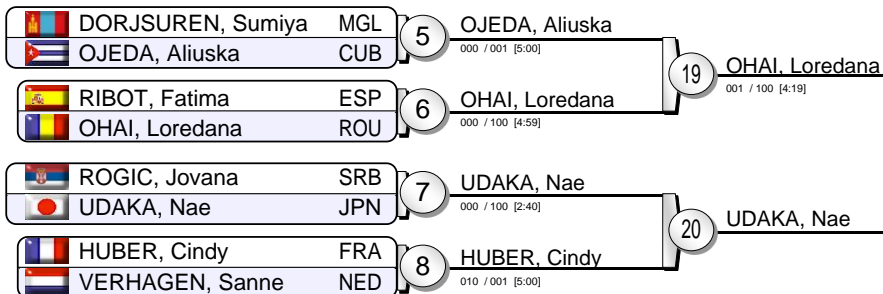 DORJSUREN, Sumiya MGL
OJEDA, Aliuska CUB
5
OJEDA, Aliuska
000 / 001 [5:00]
RIBOT, Fatima ESP
OHAI, Loredana ROU
6
OHAI, Loredana
000 / 100 [4:59]
19
OHAI, Loredana
001 / 100 [4:19]
ROGIC, Jovana SRB
UDAKA, Nae JPN
7
UDAKA, Nae
000 / 100 [2:40]
HUBER, Cindy FRA
VERHAGEN, Sanne NED
8
HUBER, Cindy
010 / 001 [5:00]
20
UDAKA, Nae